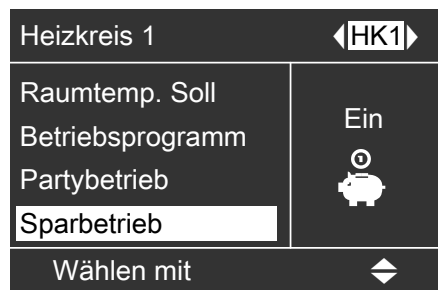 Heizkreis 1 HK1
Raumtemp. Soll
Betriebsprogramm
Partybetrieb
Sparbetrieb
Ein
Wählen mit